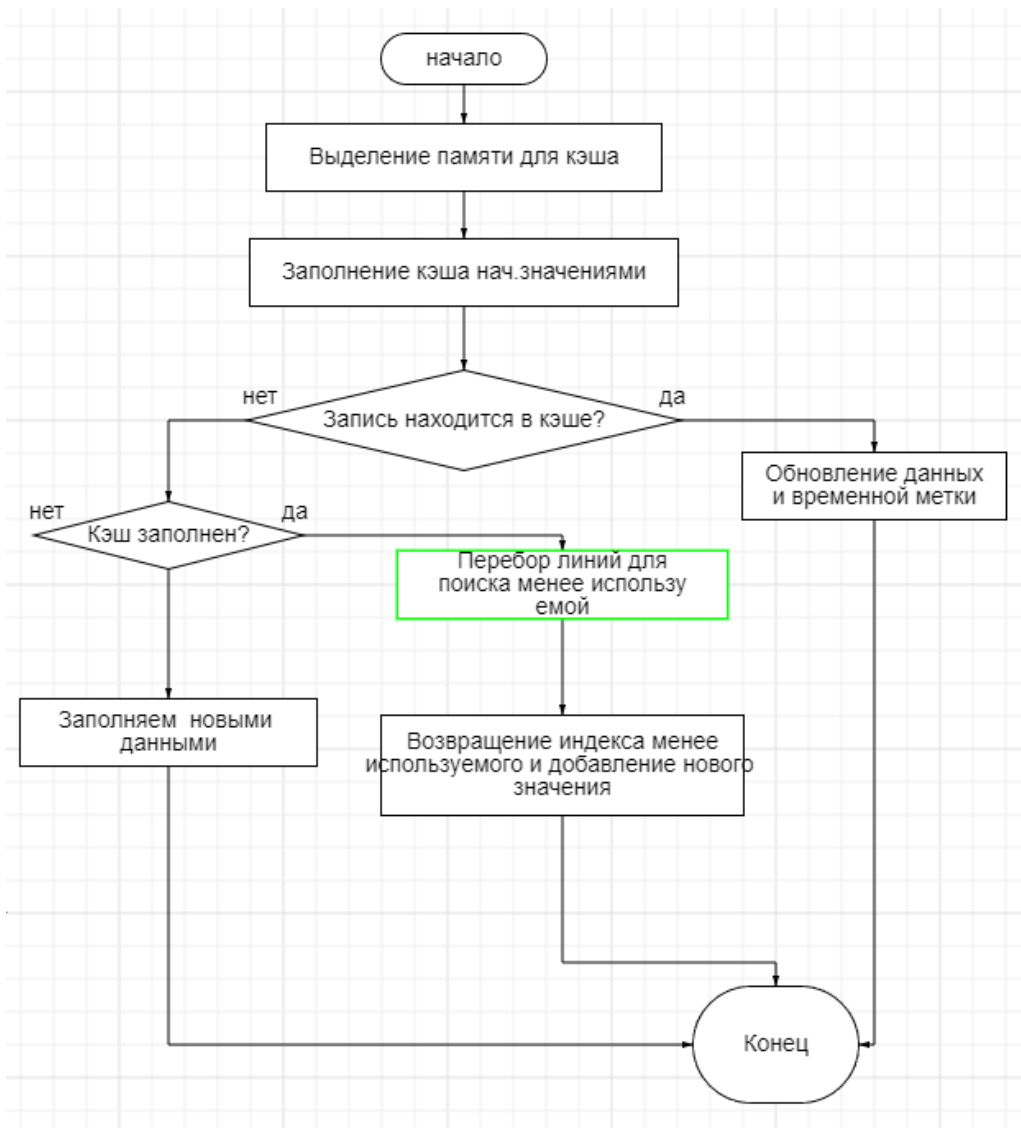 начало
Выделение памяти для кэша
Заполнение кэша нач.значениями
нет
да
Запись находится в кэше?
Обновление данных
и временной метки
нет
да
Кэш заполнен?
Перебор линий для
поиска менее использу
емой
Заполняем новыми
данными
Возвращение индекса менее
используемого и добавление нового
значения
Конец